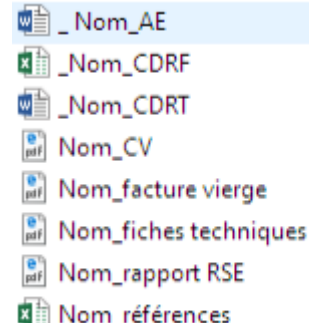 _ Nom_AE
_Nom_CDRF
_Nom_CDRT
Nom_CV
Nom_facture vierge
Nom_fiches techniques
Nom_rapport RSE
Nom_références